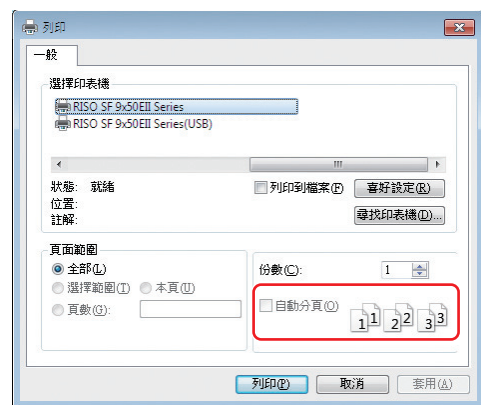 列印
一般
選擇印表機
RISO SF 9x50EII Series
RISO SF 9x50EII Series(USB)
狀態: 就緒
列印到檔案(F)
喜好設定(R)
位置:
註解:
尋找印表機(D)...
頁面範圍
全部(L)
選擇範圍(T)
本頁(U)
頁數(G):
份數(C):
1
自動分頁(O)
1 1 2 2 3 3
列印(P)
取消
套用(A)